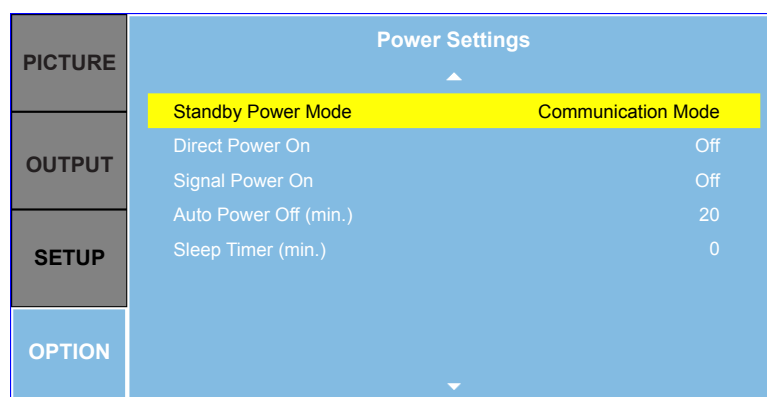 PICTURE
OUTPUT
SETUP
OPTION
Power Settings
Standby Power Mode Communication Mode
Direct Power On Off
Signal Power On Off
Auto Power Off (min.) 20
Sleep Timer (min.) 0